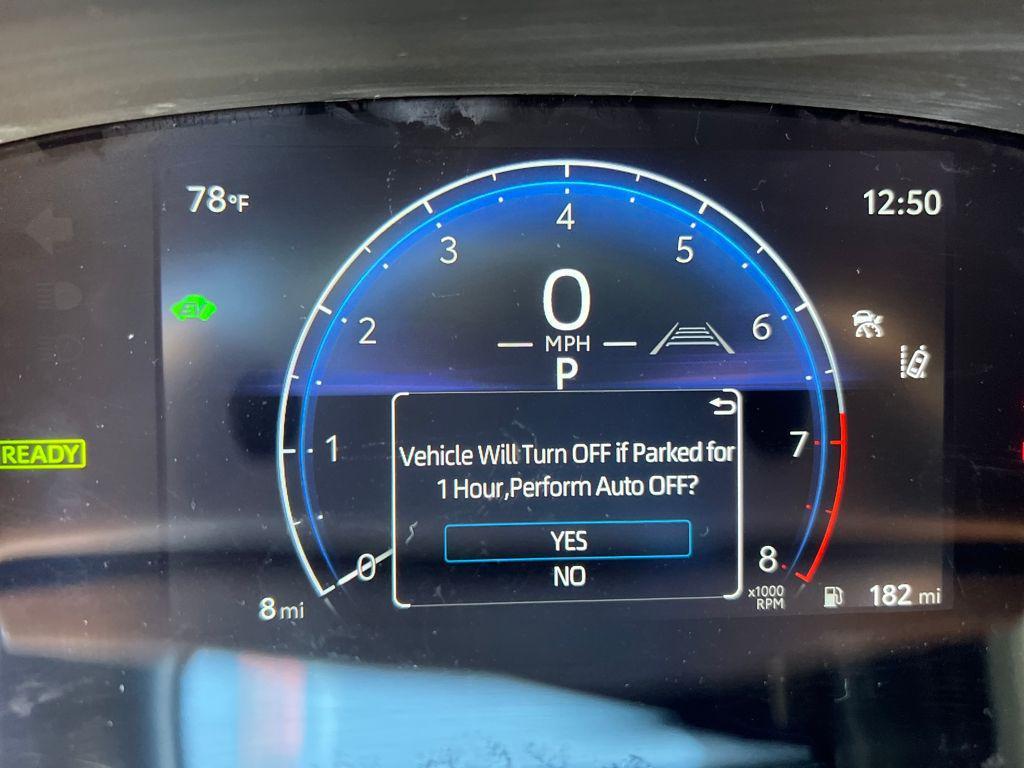 78°F
12:50
4
3
5
0
2
6
MPH
P
EV
READY
1
7
Vehicle Will Turn OFF if Parked for
1 Hour,Perform Auto OFF?
YES
NO
0
8
x1000
RPM
8 mi
182 mi